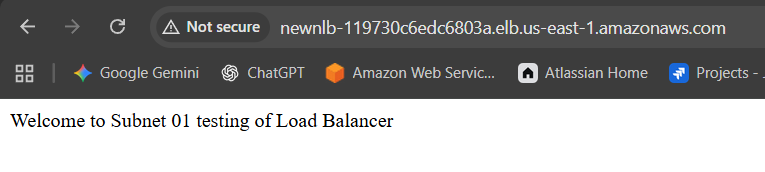 Not secure newnlb-119730c6edc6803a.elb.us-east-1.amazonaws.com
Google Gemini ChatGPT Amazon Web Servic... Atlassian Home Projects - .
Welcome to Subnet 01 testing of Load Balancer